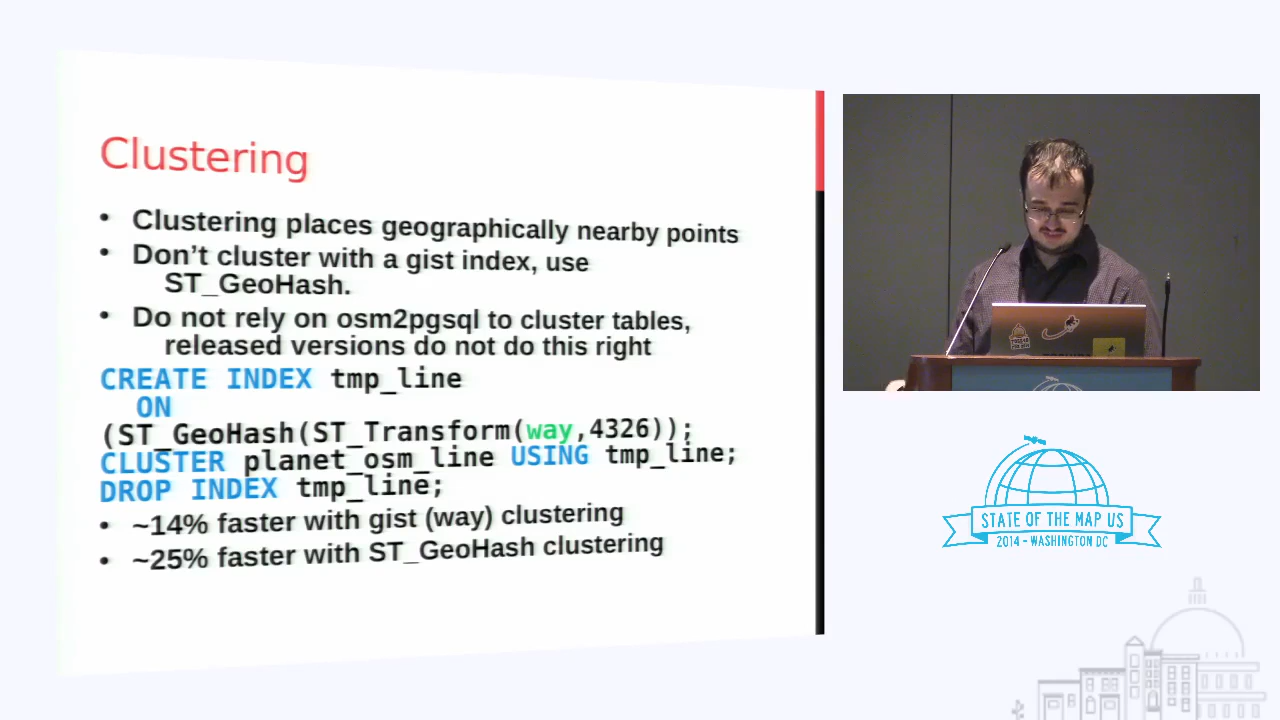 Clustering
• Clustering places geographically nearby points
• Don't cluster with a gist index, use
ST_GeoHash.
• Do not rely on osm2pgsql to cluster tables,
released versions do not do this right
CREATE INDEX tmp_line
ON
(ST_GeoHash(ST_Transform(way,4326));
CLUSTER planet_osm_line USING tmp_line;
DROP INDEX tmp_line;
• ~14% faster with gist (way) clustering
• ~25% faster with ST_GeoHash clustering
STATE OF THE MAP US
2014 - WASHINGTON DC